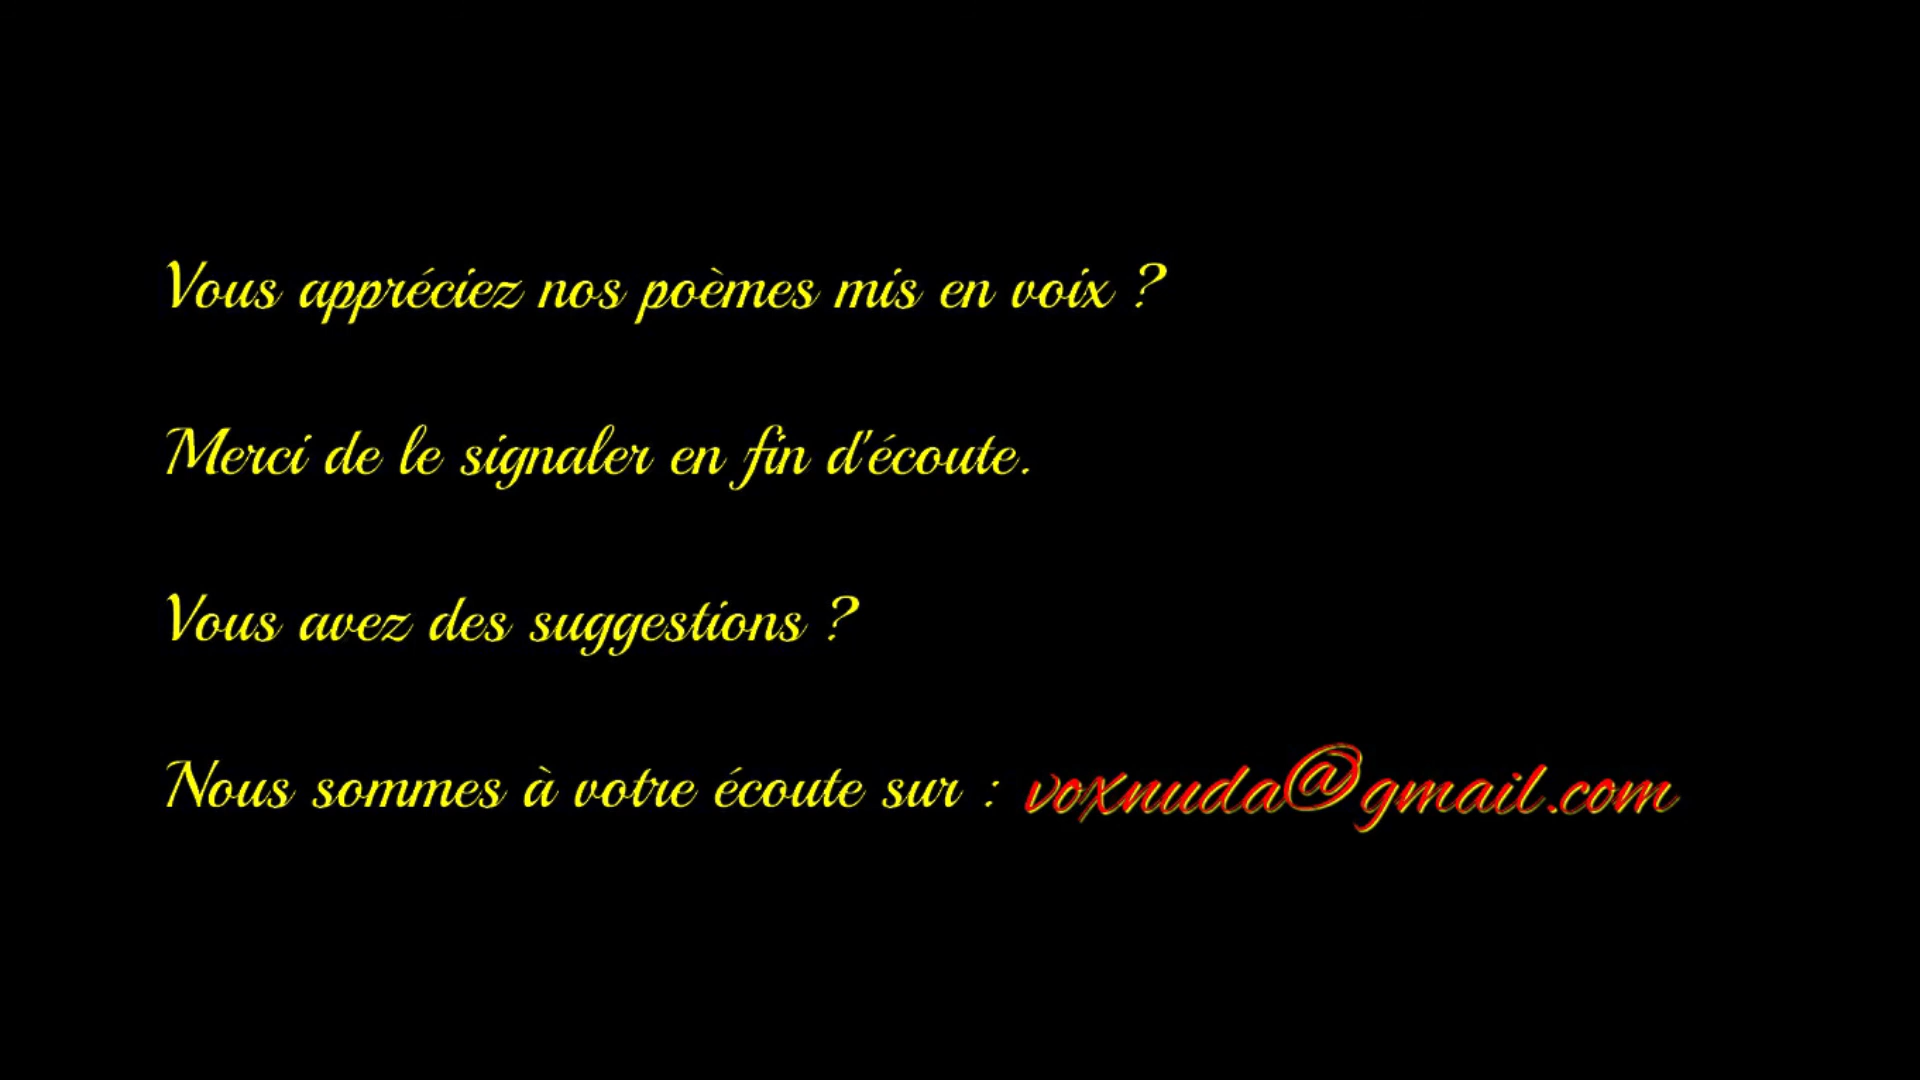 Vous appréciez nos poèmes mis en voix ?
Merci de le signaler en fin d'écoute.
Vous avez des suggestions ?
Nous sommes à votre écoute sur : voxnuda@gmail.com